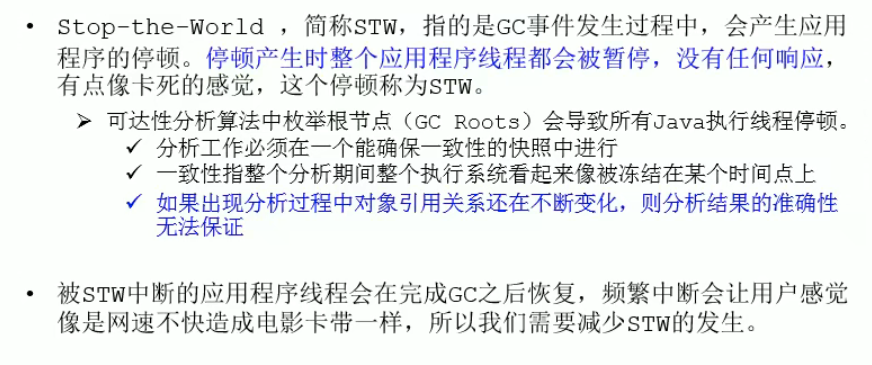 • Stop-the-World ，简称STW，指的是GC事件发生过程中，会产生应用
程序的停顿。停顿产生时整个应用程序线程都会被暂停，没有任何响应，
有点像卡死的感觉，这个停顿称为STW。
➢ 可达性分析算法中枚举根节点（GC Roots）会导致所有Java执行线程停顿。
✓ 分析工作必须在一个能确保一致性的快照中进行
✓ 一致性指整个分析期间整个执行系统看起来像被冻结在某个时间点上
✓ 如果出现分析过程中对象引用关系还在不断变化，则分析结果的准确性
无法保证
• 被STW中断的应用程序线程会在完成GC之后恢复，频繁中断会让用户感觉
像是网速不快造成电影卡带一样，所以我们需要减少STW的发生。